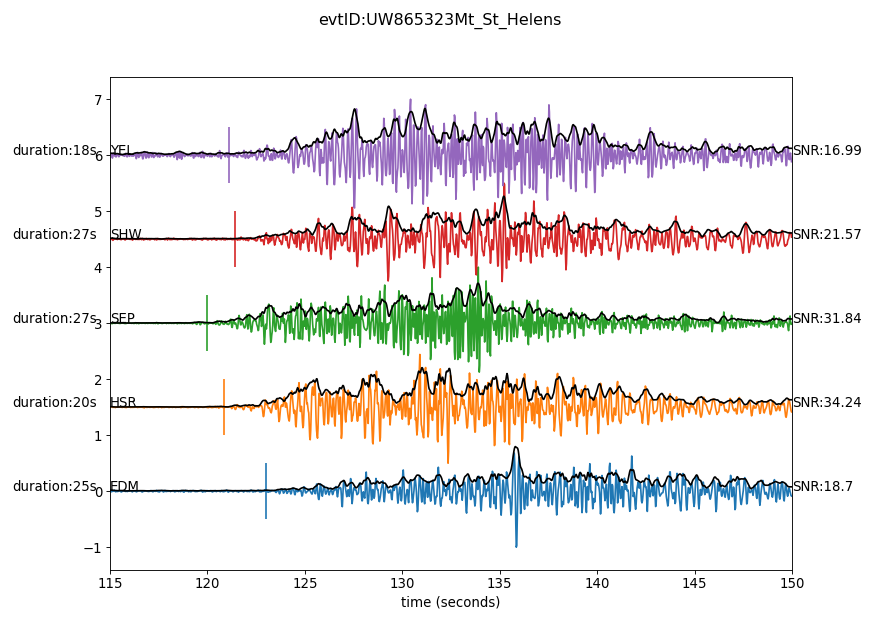 evtID:UW865323Mt_St_Helens
7
duration:18s YEL SNR:16.99
6
5
duration:27s SHW SNR:21.57
4
duration:27s SEP SNR:31.84
3
2
duration:20s HSR SNR:34.24
1
duration:25s EDM SNR:18.7
0
−1
115 120 125 130 135 140 145 150
time (seconds)